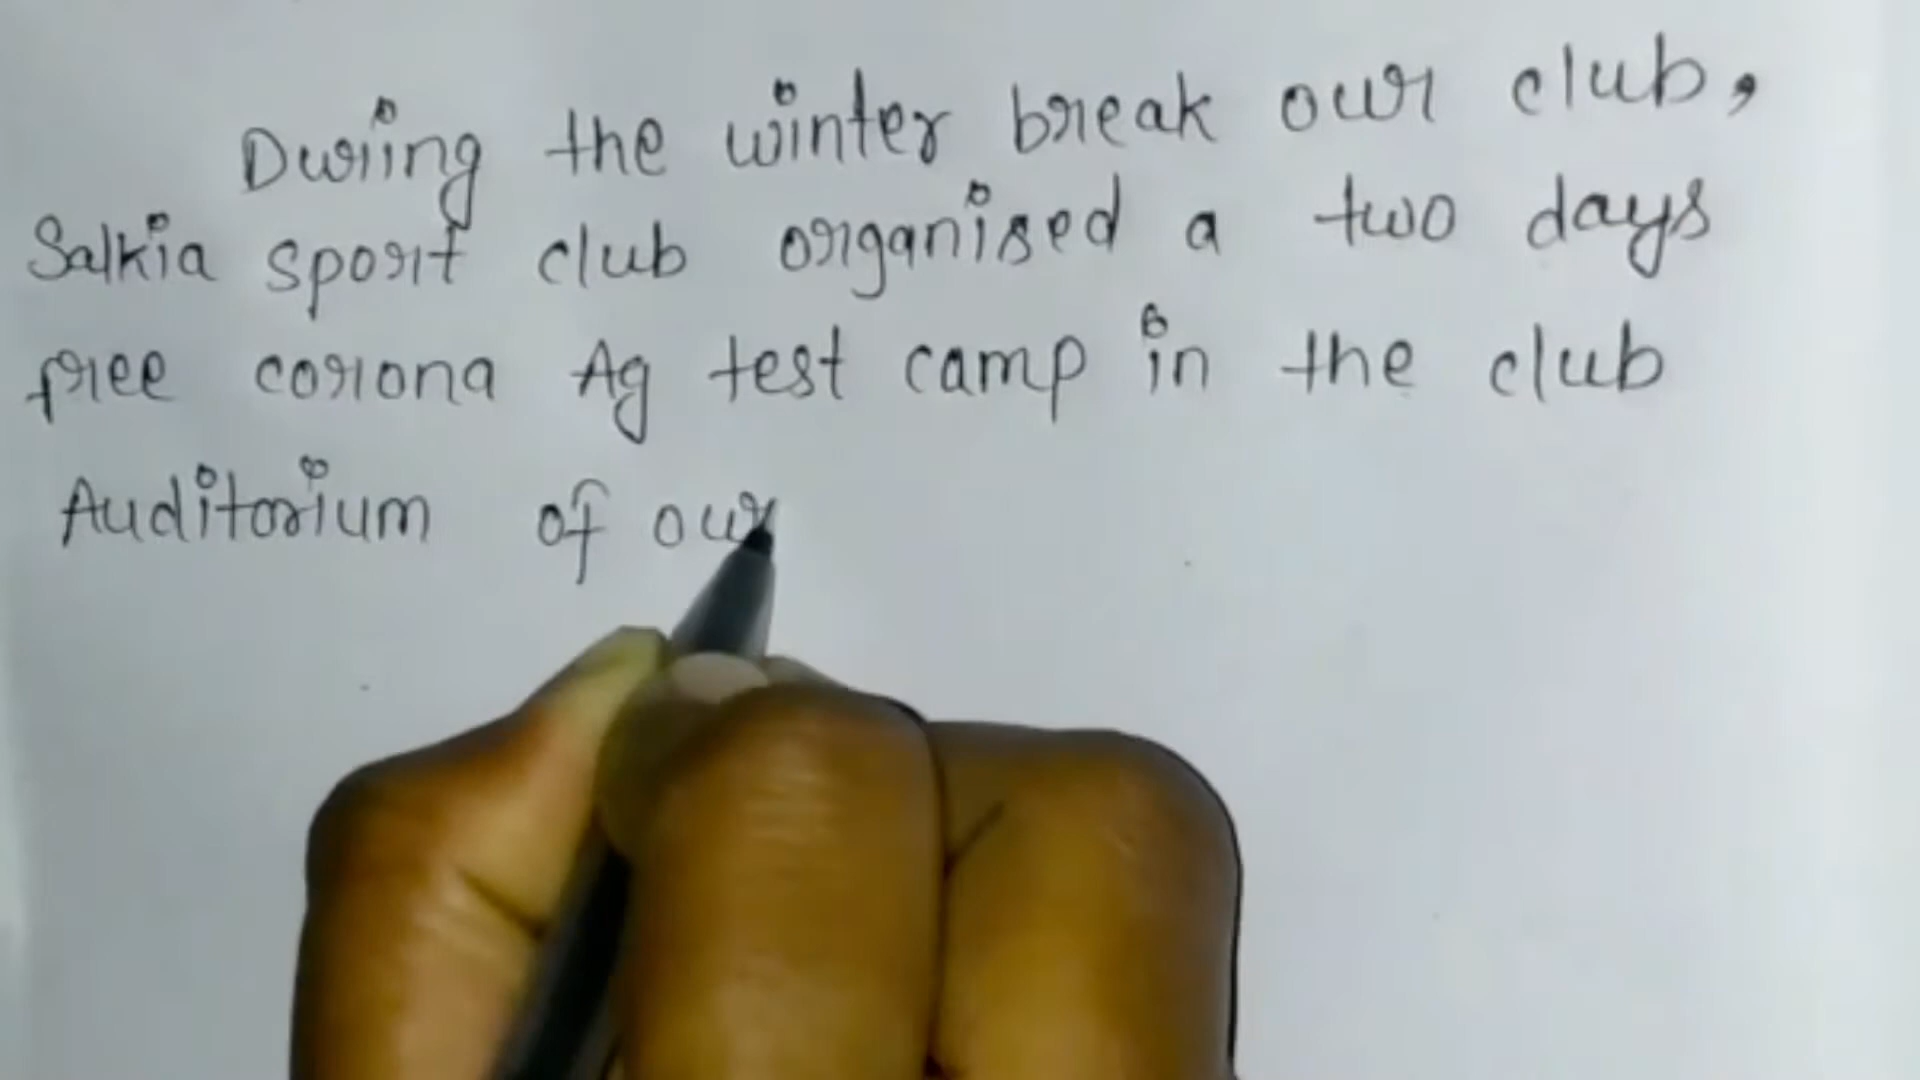 During the winter break our club,
Salkia sport club organised a two days
free corona Ag test camp in the club
Auditorium of our